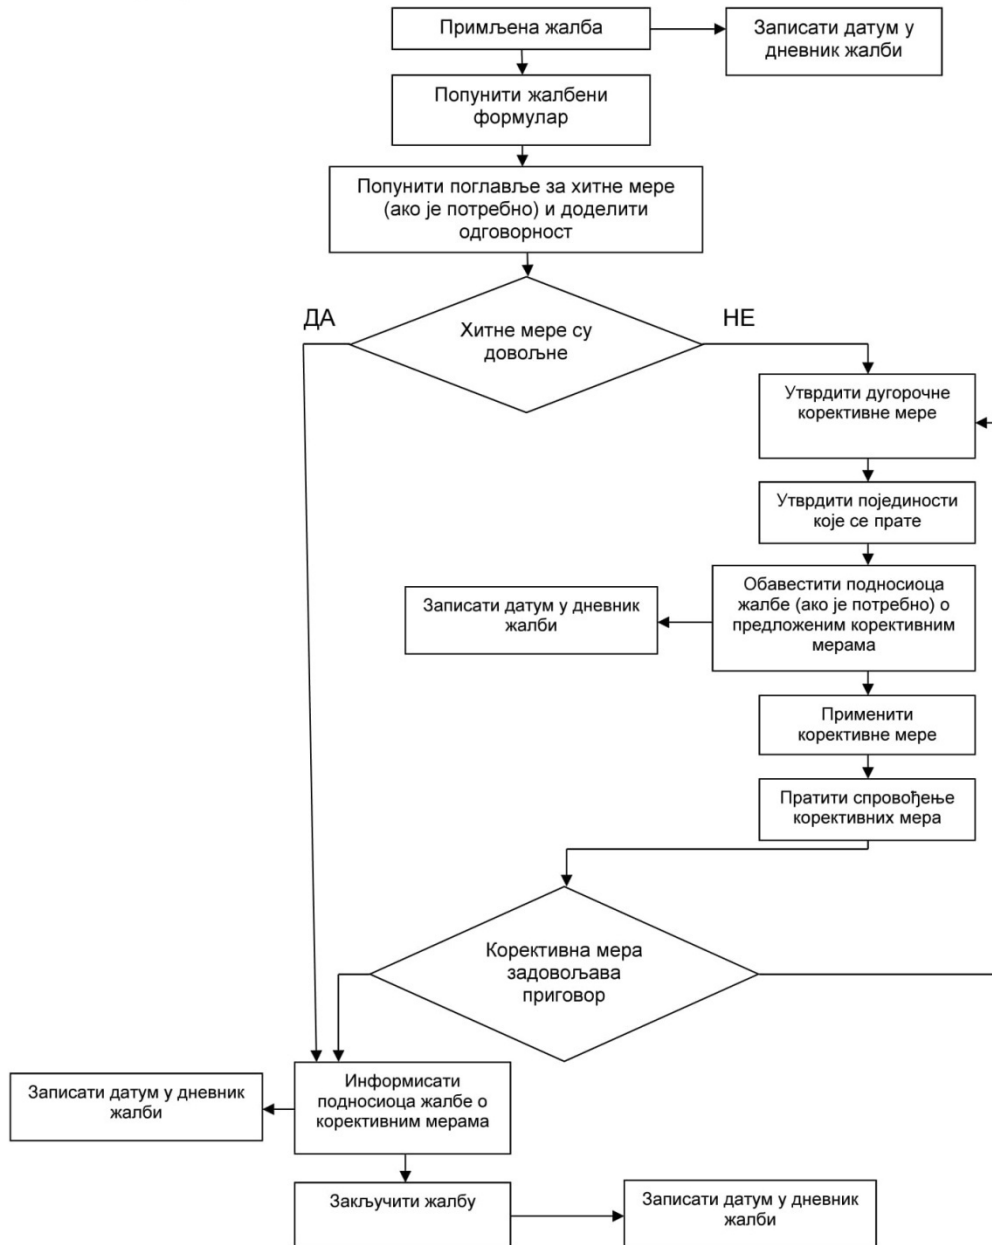 Примљена жалба
Записати датум у
дневник жалби
Попунити жалбени
формулар
Попунити поглавље за хитне мере
(ако је потребно) и доделити
одговорност
ДА
НЕ
Хитне мере су
довољне
Утврдити дугорочне
корективне мере
Утврдити појединости
које се прате
Обавестити подносиоца
жалбе (ако је потребно) о
предложеним корективним
мерама
Записати датум у дневник
жалби
Применити
корективне мере
Пратити спровођење
корективних мера
Корективна мера
задовољава
приговор
Информисати
подносиоца жалбе о
корективним мерама
Записати датум у дневник
жалби
Закључити жалбу
Записати датум у дневник
жалби